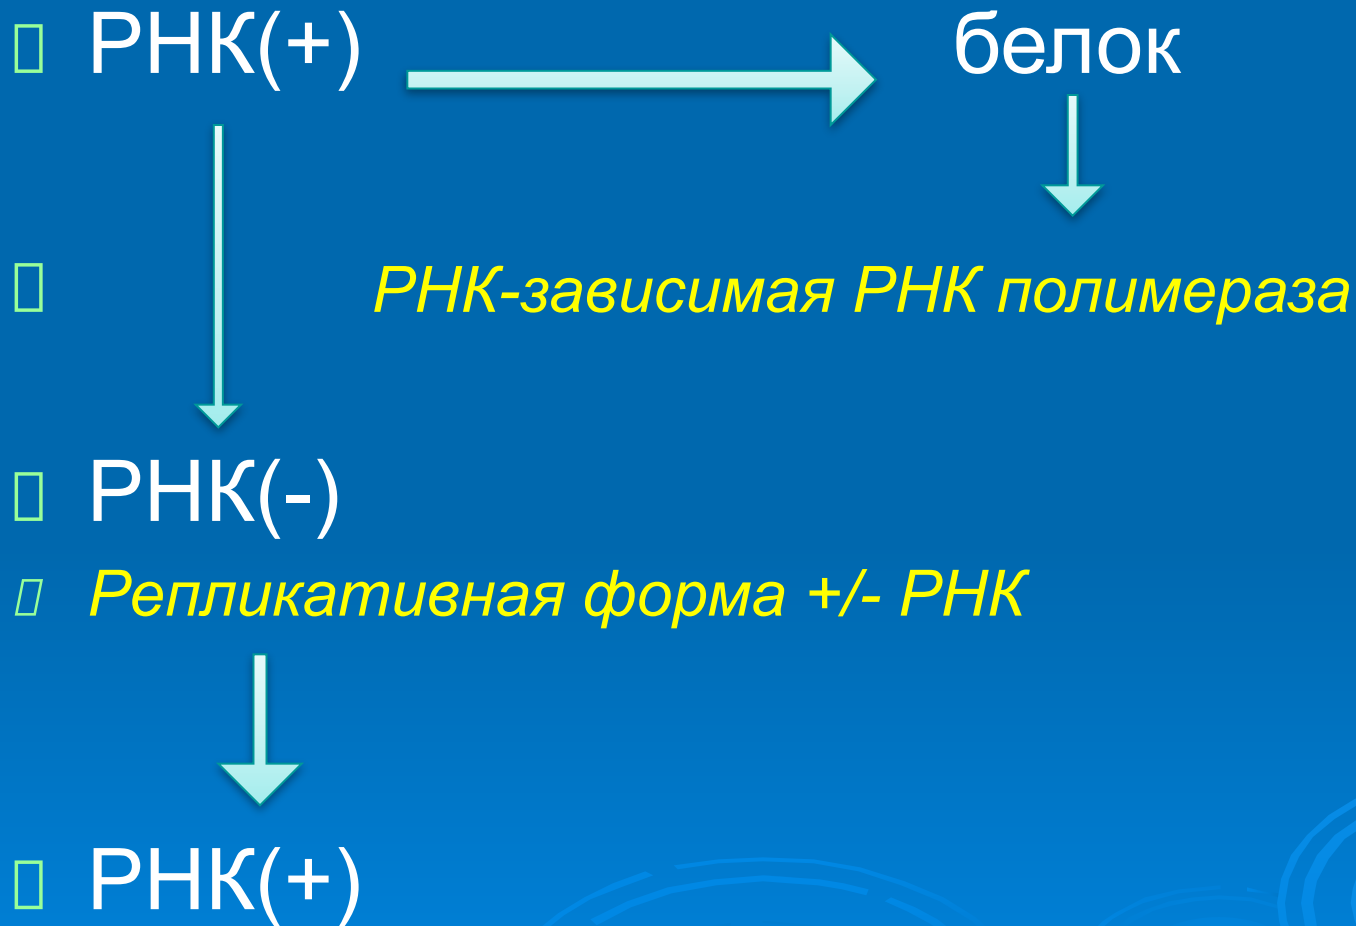 РНК(+) белок
РНК-зависимая РНК полимераза
РНК(-)
Репликативная форма +/- РНК
РНК(+)